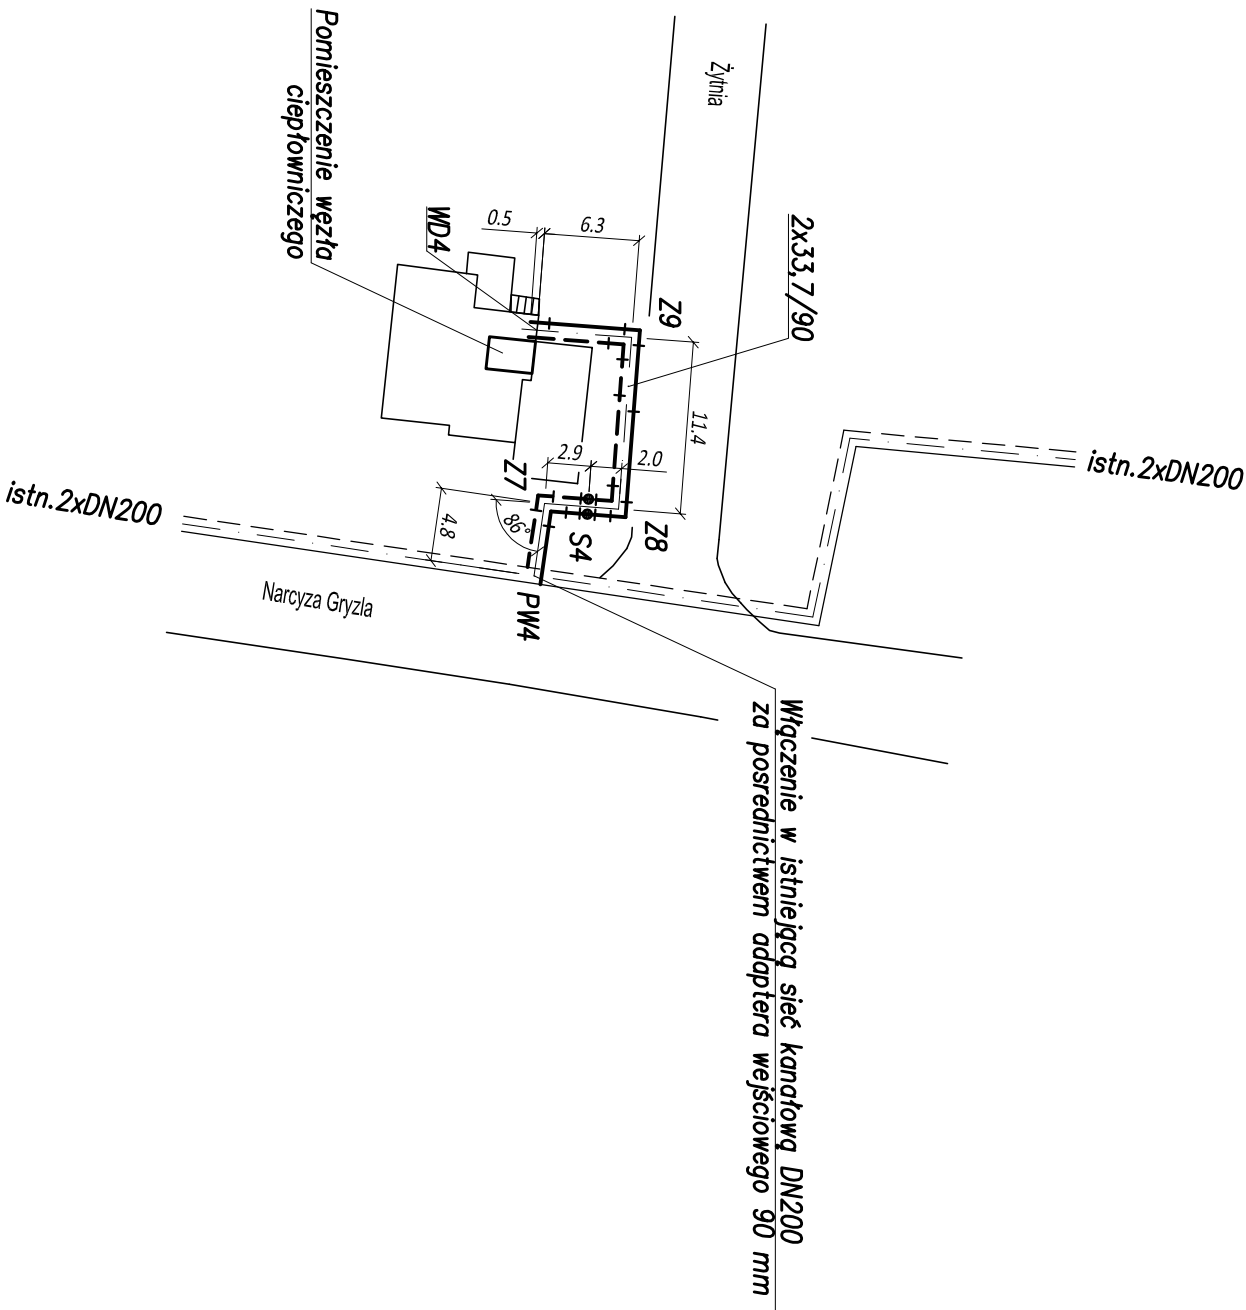 Pomieszczenie węzła
ciepłowniczego
Żytnia
WD4
0.5
6.3
2x33,7/90
Z9
11.4
2.9
2.0
Z7
Z8
S4
86°
4.8
PW4
istn.2xDN200
istn.2xDN200
Narcyza Gryzla
Włączenie w istniejącą sieć kanałową DN200
za posrednictwem adaptera wejściowego 90 mm